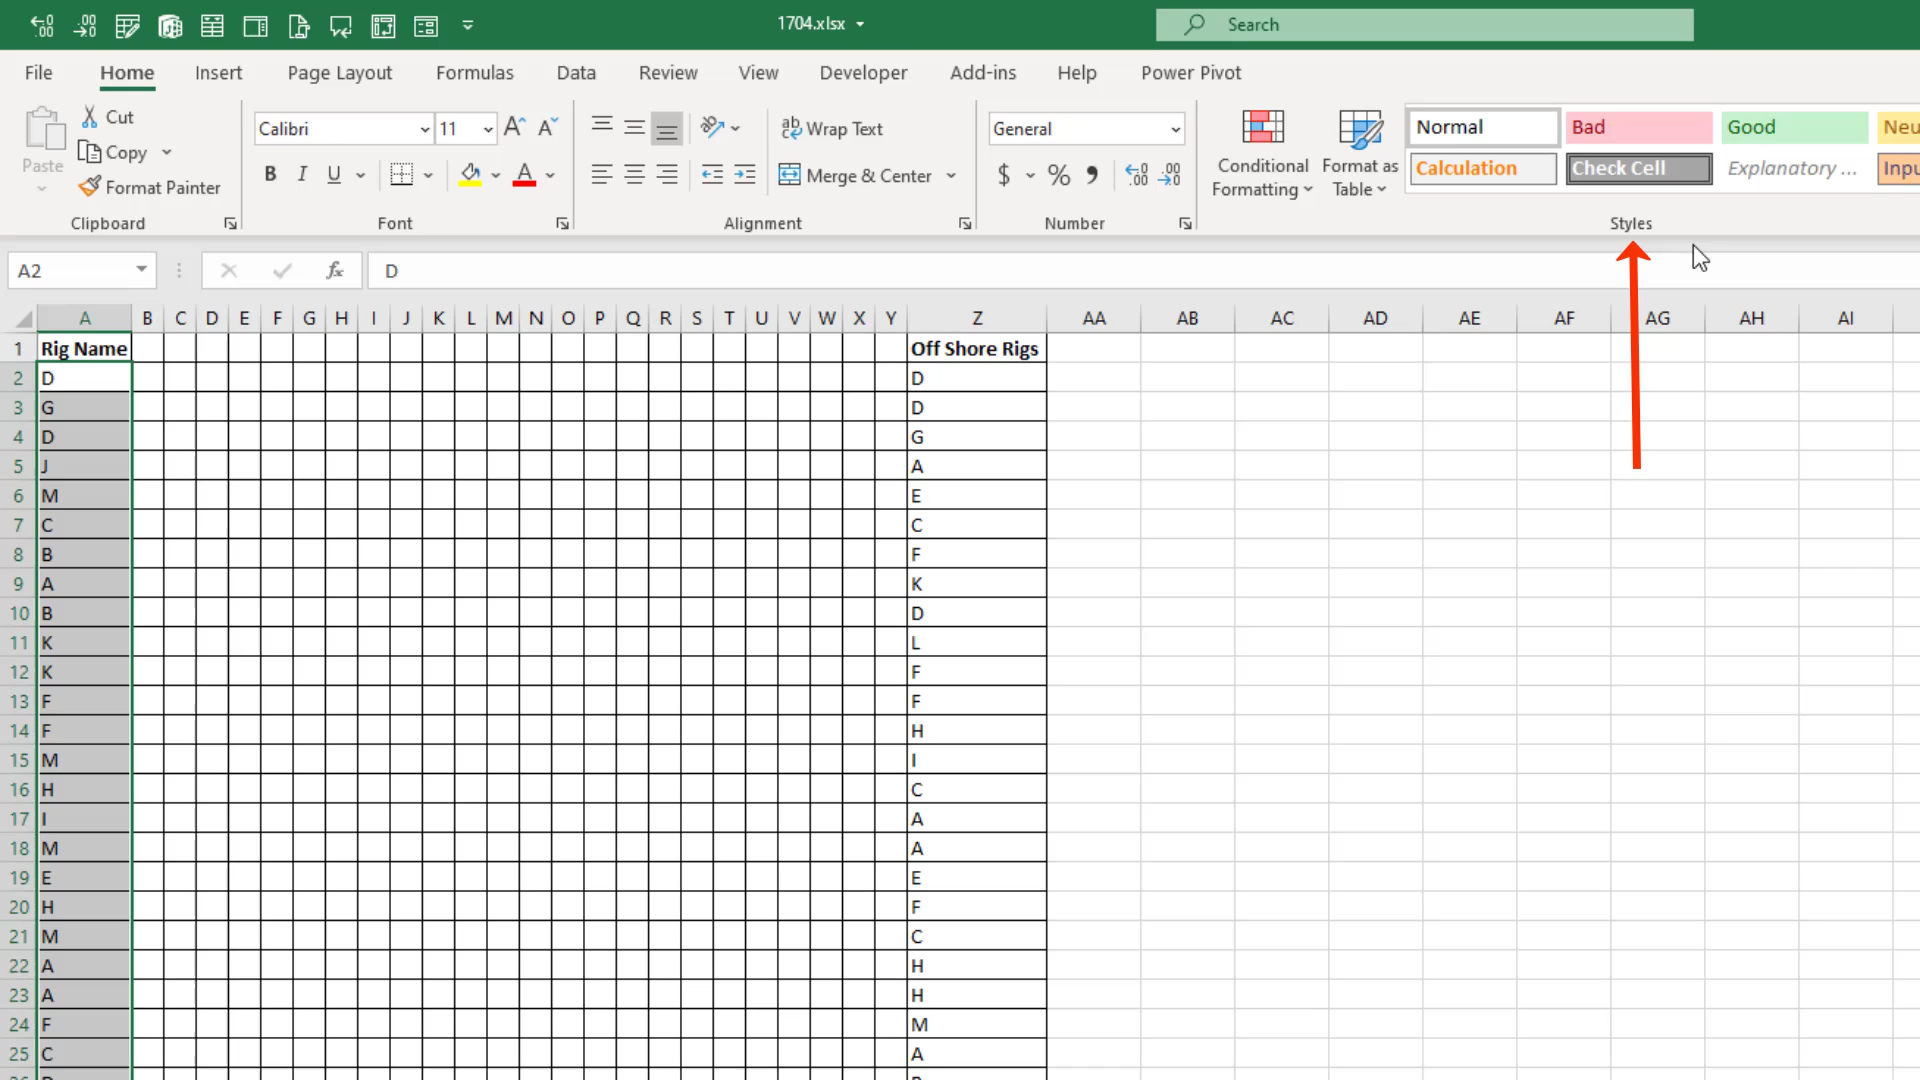 1704.xlsx
Search
File Home Insert Page Layout Formulas Data Review View Developer Add-ins Help Power Pivot
Paste
Cut
Copy
Format Painter
Clipboard
Calibri 11
B I U
Font
Wrap Text
Merge & Center
Alignment
General
$ %
Number
Conditional Formatting
Format as Table
Normal Bad Good Neu
Calculation Check Cell Explanatory ... Inpu
Styles
A2 fx D
A B C D E F G H I J K L M N O P Q R S T U V W X Y Z AA AB AC AD AE AF AG AH AI
1 Rig Name Off Shore Rigs
2 D D
3 G D
4 D G
5 J A
6 M E
7 C C
8 B F
9 A K
10 B D
11 K L
12 K F
13 F F
14 F H
15 M I
16 H C
17 I A
18 M A
19 E E
20 H F
21 M C
22 A H
23 A H
24 F M
25 C A